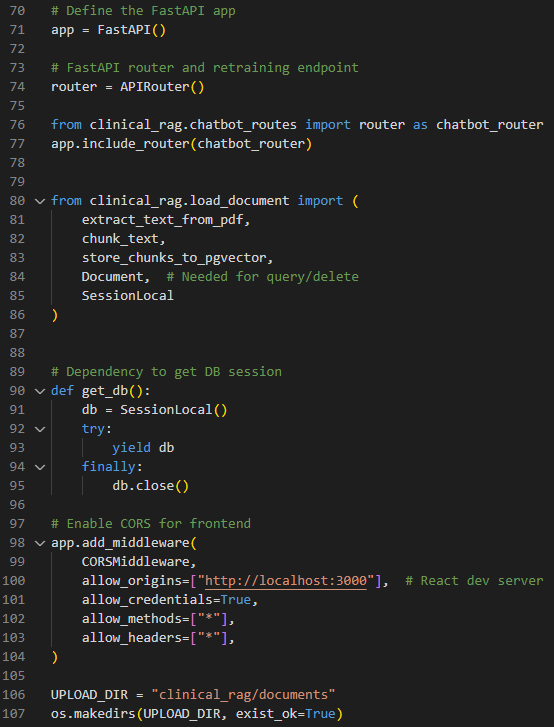 70 # Define the FastAPI app
71 app = FastAPI()
72
73 # FastAPI router and retraining endpoint
74 router = APIRouter()
75
76 from clinical_rag.chatbot_routes import router as chatbot_router
77 app.include_router(chatbot_router)
78
79
80 from clinical_rag.load_document import (
81     extract_text_from_pdf,
82     chunk_text,
83     store_chunks_to_pgvector,
84     Document,  # Needed for query/delete
85     SessionLocal
86 )
87
88
89 # Dependency to get DB session
90 def get_db():
91     db = SessionLocal()
92     try:
93         yield db
94     finally:
95         db.close()
96
97 # Enable CORS for frontend
98 app.add_middleware(
99     CORSMiddleware,
100     allow_origins=["http://localhost:3000"],  # React dev server
101     allow_credentials=True,
102     allow_methods=["*"],
103     allow_headers=["*"],
104 )
105
106 UPLOAD_DIR = "clinical_rag/documents"
107 os.makedirs(UPLOAD_DIR, exist_ok=True)